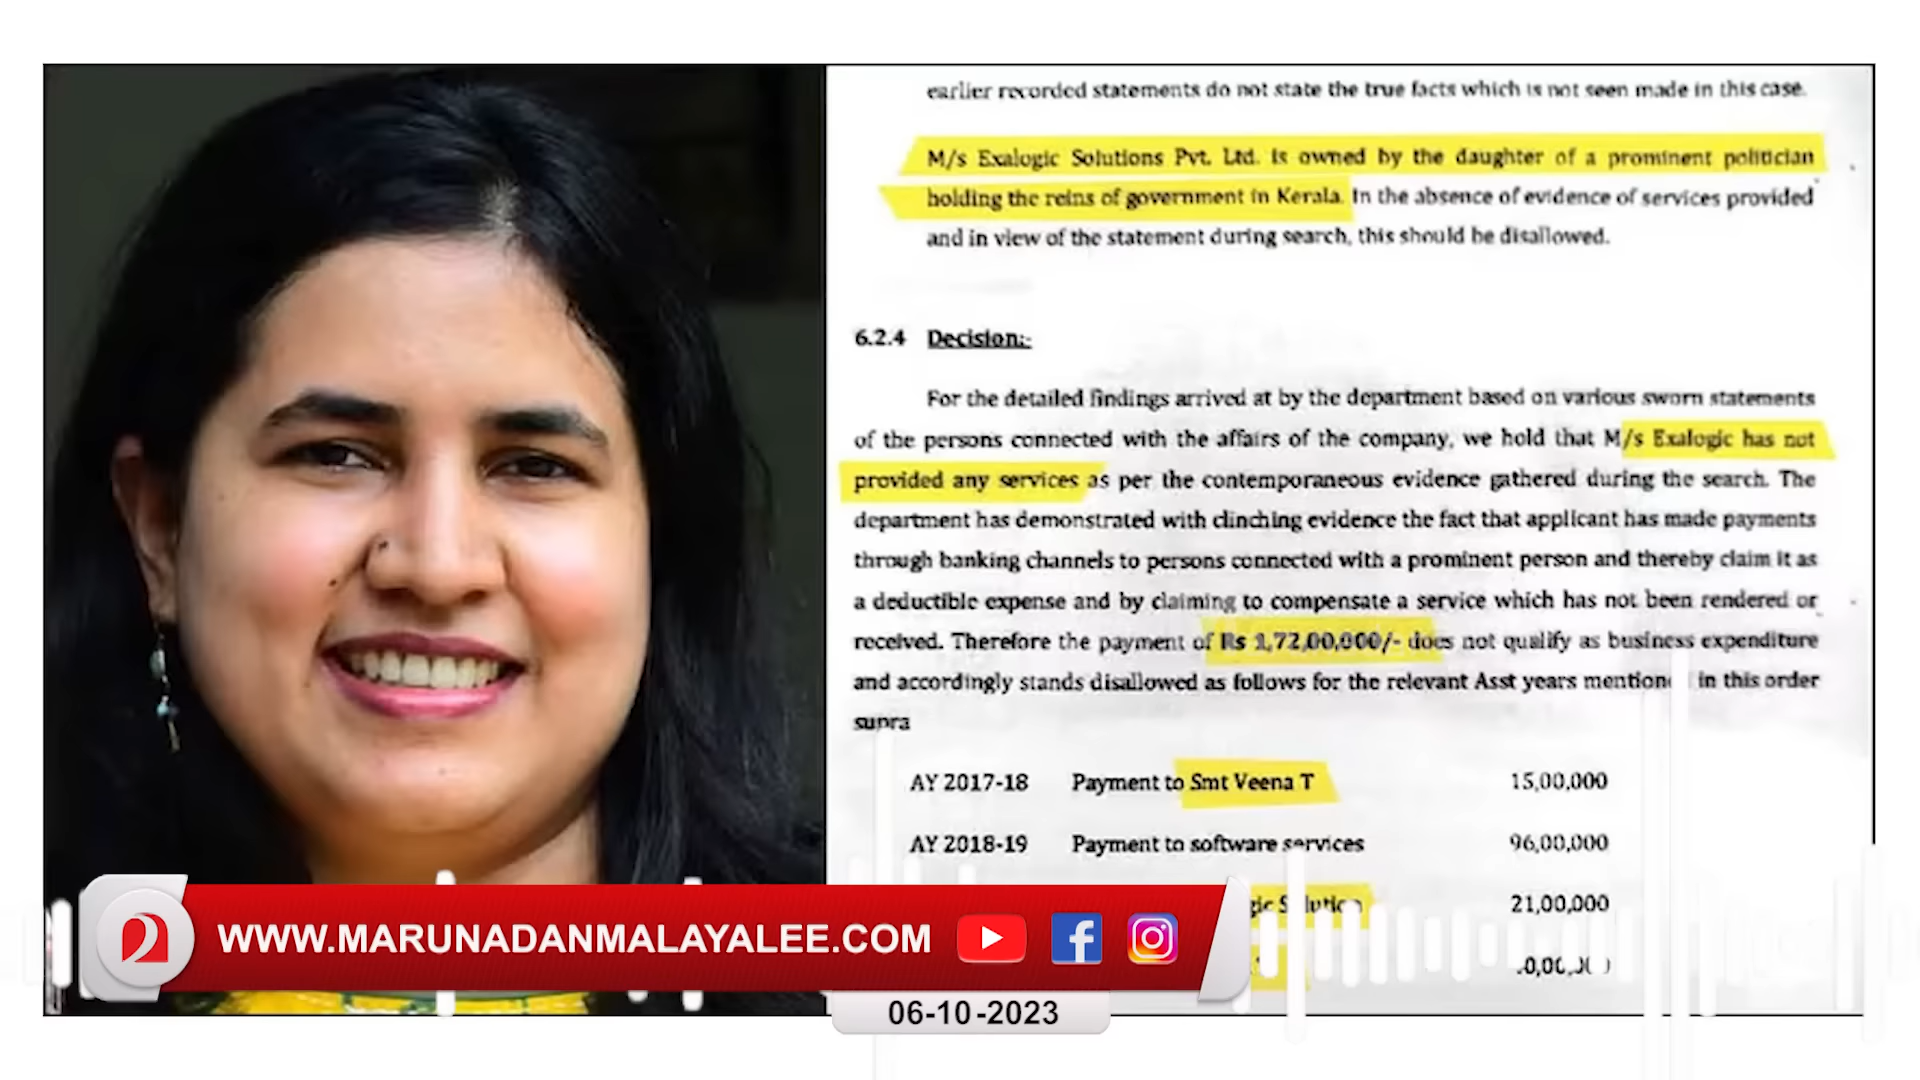 earlier recorded statements do not state the true facts which is not seen made in this case.
M/s Exalogic Solutions Pvt. Ltd. is owned by the daughter of a prominent politician
holding the reins of government in Kerala. In the absence of evidence of services provided
and in view of the statement during search, this should be disallowed.
6.2.4 Decision:-
For the detailed findings arrived at by the department based on various sworn statements
of the persons connected with the affairs of the company, we hold that M/s Exalogic has not
provided any services as per the contemporaneous evidence gathered during the search. The
department has demonstrated with clinching evidence the fact that applicant has made payments
through banking channels to persons connected with a prominent person and thereby claim it as
a deductible expense and by claiming to compensate a service which has not been rendered or
received. Therefore the payment of Rs 1,72,00,000/- does not qualify as business expenditure
and accordingly stands disallowed as follows for the relevant Asst years mentione in this order
supra
AY 2017-18 Payment to Smt Veena T 15,00,000
AY 2018-19 Payment to software services 96,00,000
gic Solution 21,00,000
WWW.MARUNADANMALAYALEE.COM
06-10-2023